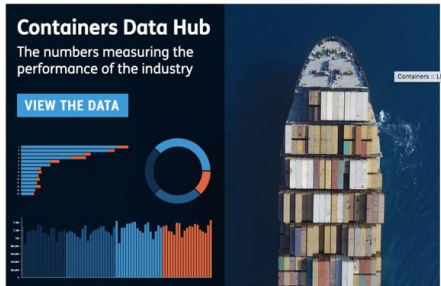 Containers Data Hub
The numbers measuring the
performance of the industry
VIEW THE DATA
Containers ::